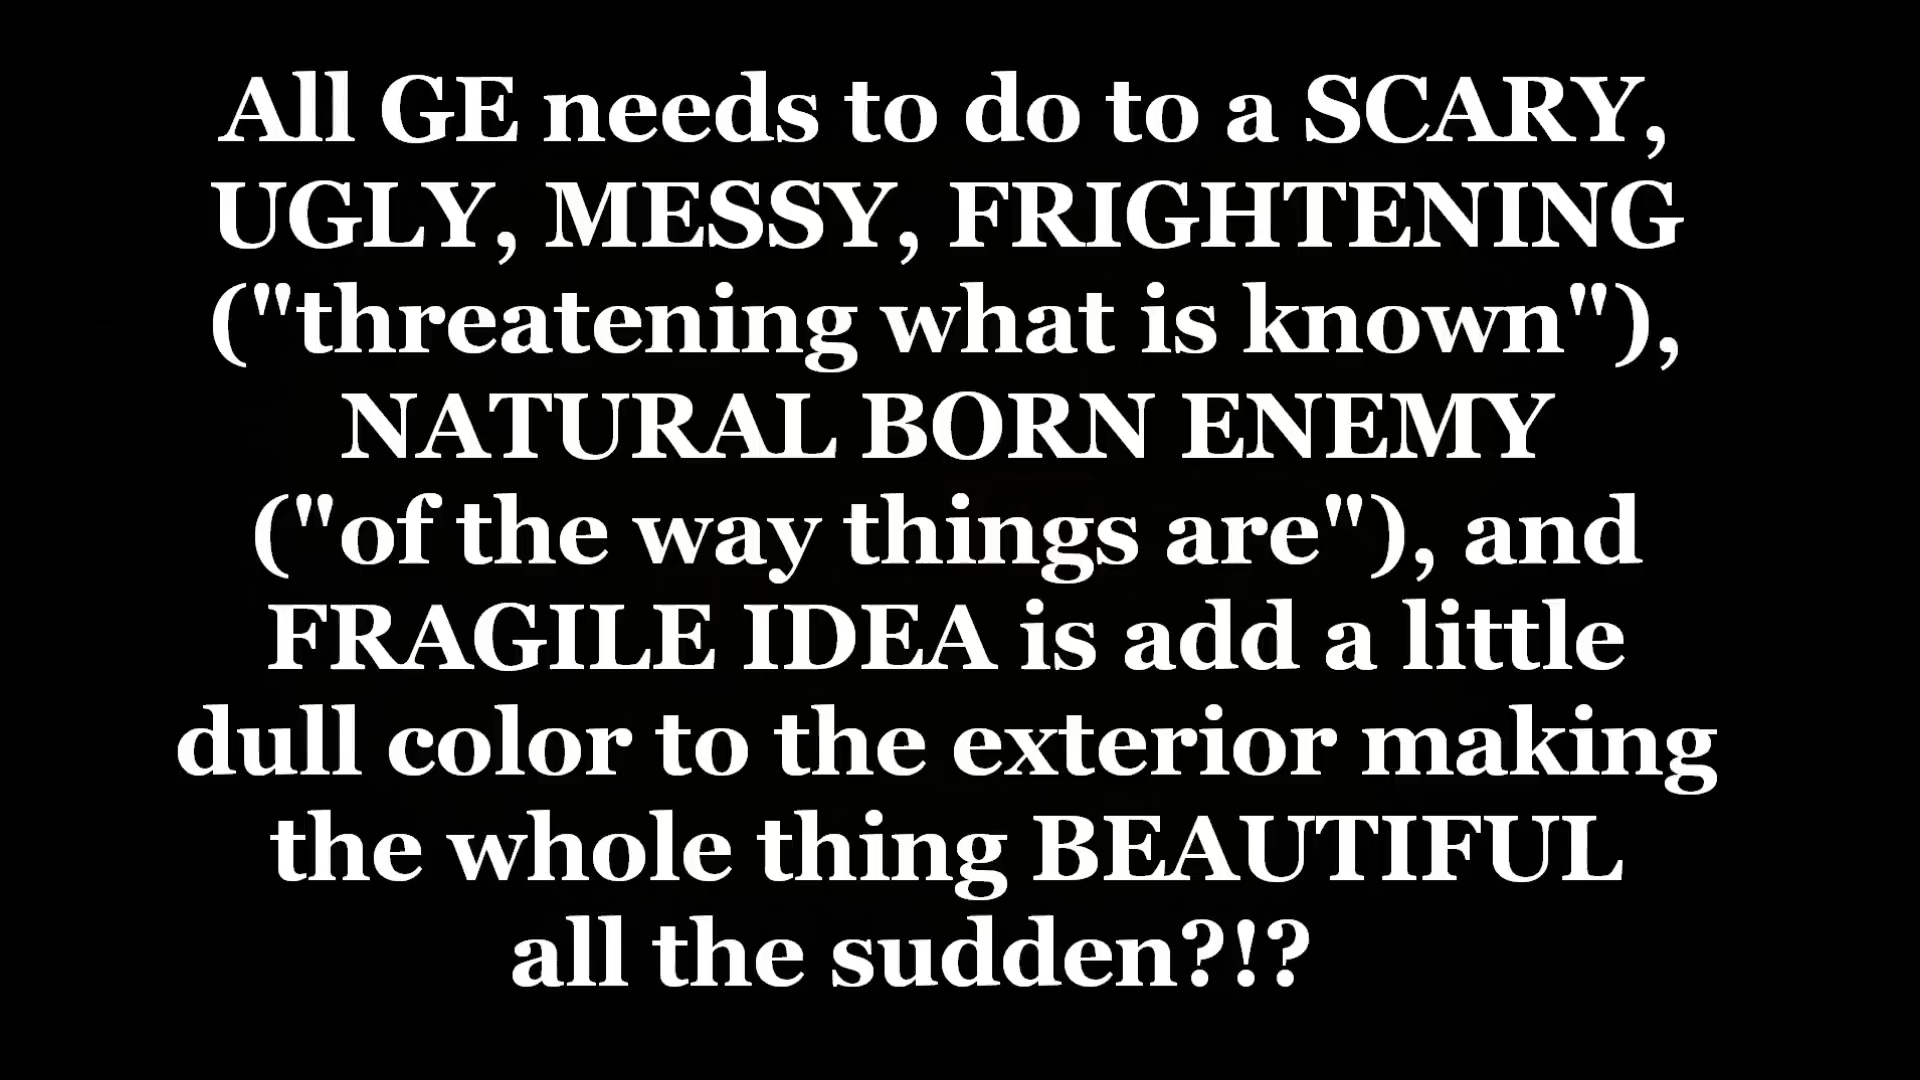 All GE needs to do to a SCARY,
UGLY, MESSY, FRIGHTENING
("threatening what is known"),
NATURAL BORN ENEMY
("of the way things are"), and
FRAGILE IDEA is add a little
dull color to the exterior making
the whole thing BEAUTIFUL
all the sudden?!?